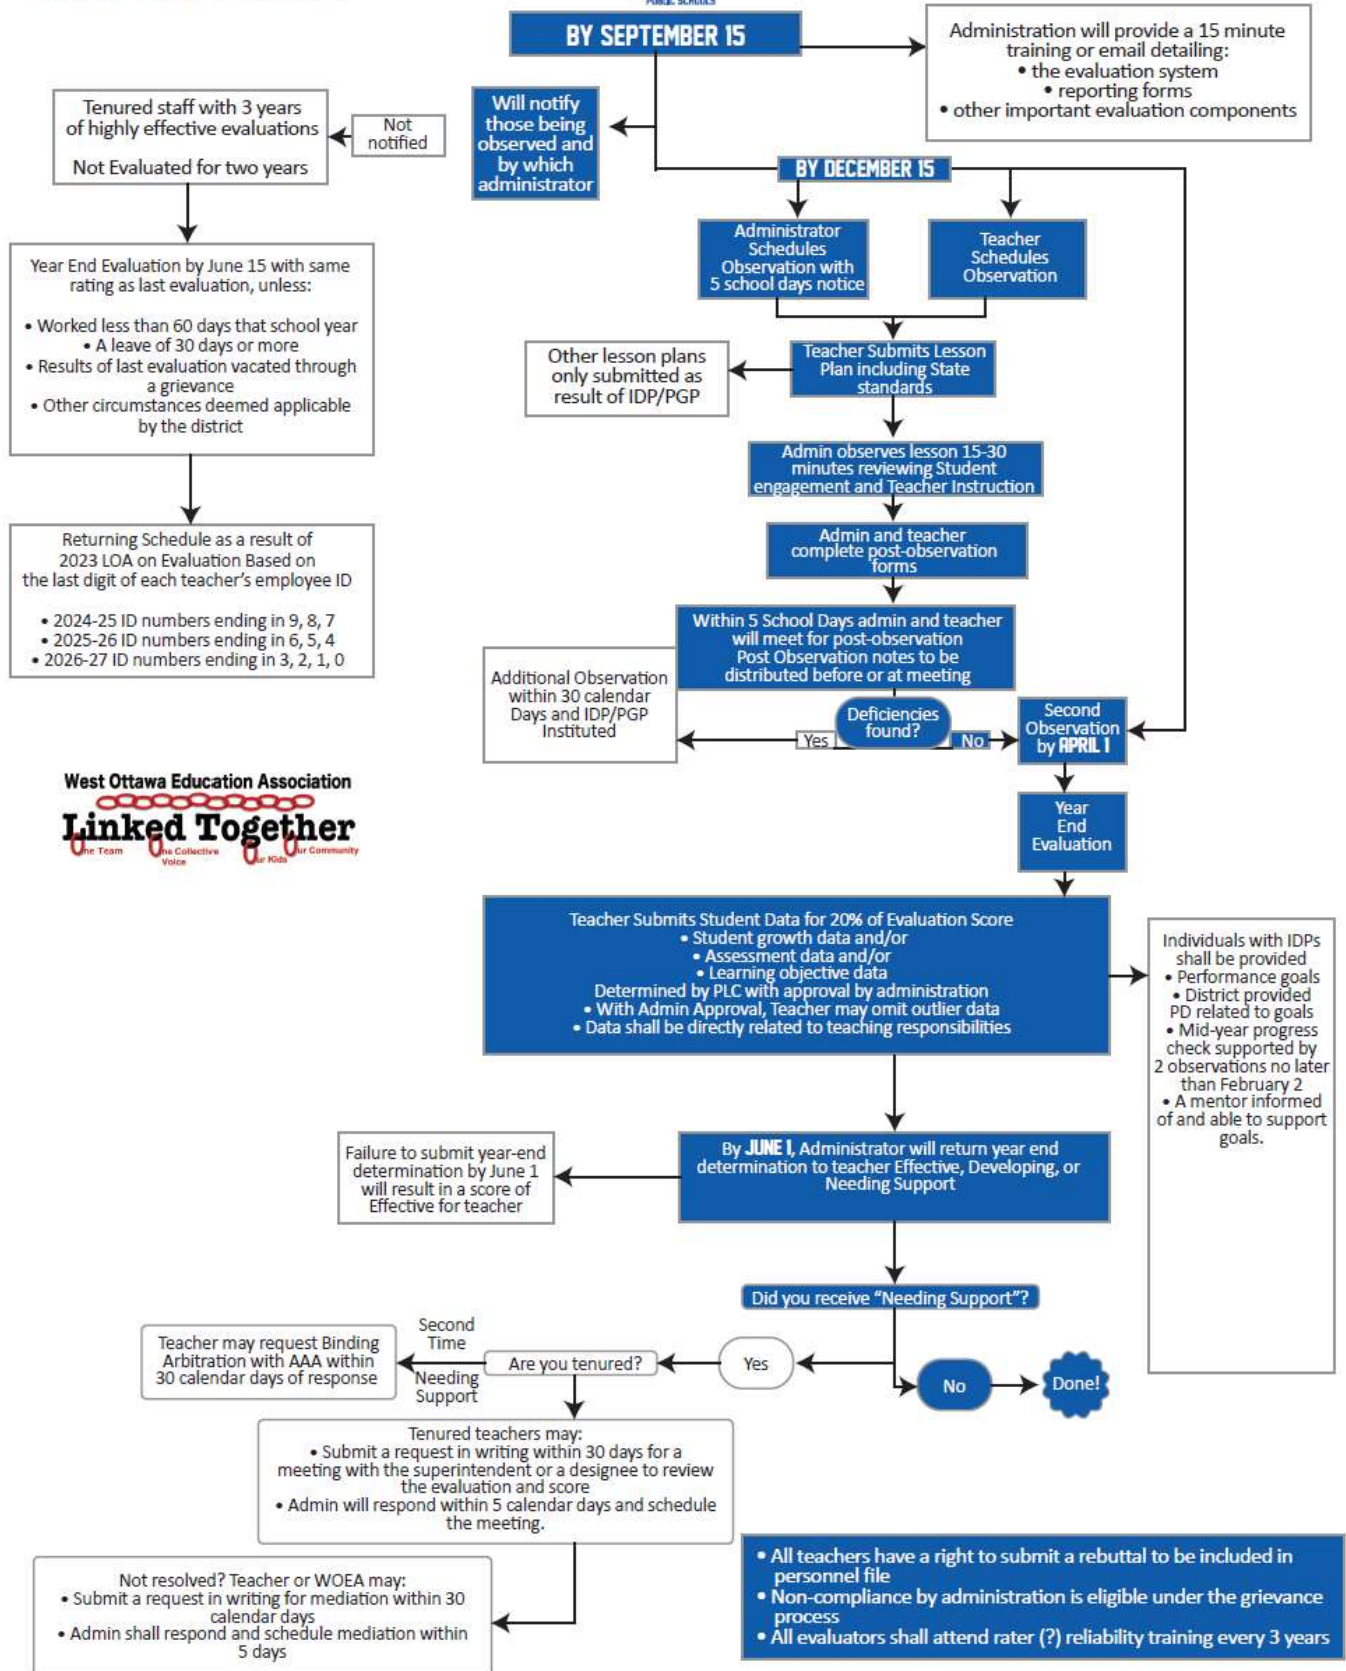 PUBLIC SCHOOLS
BY SEPTEMBER 15
Administration will provide a 15 minute
training or email detailing:
• the evaluation system
• reporting forms
• other important evaluation components
Tenured staff with 3 years
of highly effective evaluations
Not Evaluated for two years
Not
notified
Will notify
those being
observed and
by which
administrator
BY DECEMBER 15
Administrator
Schedules
Observation with
5 school days notice
Teacher
Schedules
Observation
Year End Evaluation by June 15 with same
rating as last evaluation, unless:
• Worked less than 60 days that school year
• A leave of 30 days or more
• Results of last evaluation vacated through
a grievance
• Other circumstances deemed applicable
by the district
Other lesson plans
only submitted as
result of IDP/PGP
Teacher Submits Lesson
Plan including State
standards
Admin observes lesson 15-30
minutes reviewing Student
engagement and Teacher Instruction
Returning Schedule as a result of
2023 LOA on Evaluation Based on
the last digit of each teacher's employee ID
• 2024-25 ID numbers ending in 9, 8, 7
• 2025-26 ID numbers ending in 6, 5, 4
• 2026-27 ID numbers ending in 3, 2, 1, 0
Admin and teacher
complete post-observation
forms
Within 5 School Days admin and teacher
will meet for post-observation
Post Observation notes to be
distributed before or at meeting
Additional Observation
within 30 calendar
Days and IDP/PGP
Instituted
Deficiencies
found?
Yes
No
Second
Observation
by APRIL 1
West Ottawa Education Association
Linked Together
One Team
One Collective
Voice
Our Kids
Our Community
Year
End
Evaluation
Teacher Submits Student Data for 20% of Evaluation Score
• Student growth data and/or
• Assessment data and/or
• Learning objective data
Determined by PLC with approval by administration
• With Admin Approval, Teacher may omit outlier data
• Data shall be directly related to teaching responsibilities
Individuals with IDPs
shall be provided
• Performance goals
• District provided
PD related to goals
• Mid-year progress
check supported by
2 observations no later
than February 2
• A mentor informed
of and able to support
goals.
Failure to submit year-end
determination by June 1
will result in a score of
Effective for teacher
By JUNE 1, Administrator will return year end
determination to teacher Effective, Developing, or
Needing Support
Did you receive "Needing Support"?
Teacher may request Binding
Arbitration with AAA within
30 calendar days of response
Second
Time
Needing
Support
Are you tenured?
Yes
No
Done!
Tenured teachers may:
• Submit a request in writing within 30 days for a
meeting with the superintendent or a designee to review
the evaluation and score
• Admin will respond within 5 calendar days and schedule
the meeting.
Not resolved? Teacher or WOEA may:
• Submit a request in writing for mediation within 30
calendar days
• Admin shall respond and schedule mediation within
5 days
• All teachers have a right to submit a rebuttal to be included in
personnel file
• Non-compliance by administration is eligible under the grievance
process
• All evaluators shall attend rater (?) reliability training every 3 years